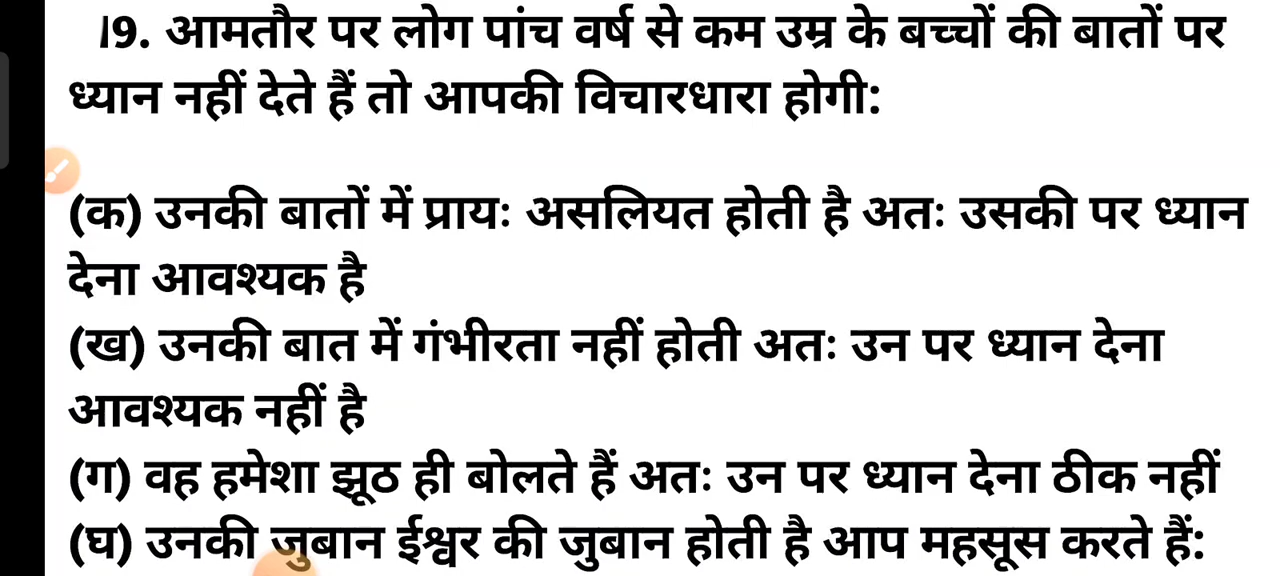 19. आमतौर पर लोग पांच वर्ष से कम उम्र के बच्चों की बातों पर
ध्यान नहीं देते हैं तो आपकी विचारधारा होगी:
(क) उनकी बातों में प्रायः असलियत होती है अतः उसकी पर ध्यान
देना आवश्यक है
(ख) उनकी बात में गंभीरता नहीं होती अतः उन पर ध्यान देना
आवश्यक नहीं है
(ग) वह हमेशा झूठ ही बोलते हैं अतः उन पर ध्यान देना ठीक नहीं
(घ) उनकी जुबान ईश्वर की जुबान होती है आप महसूस करते हैं: